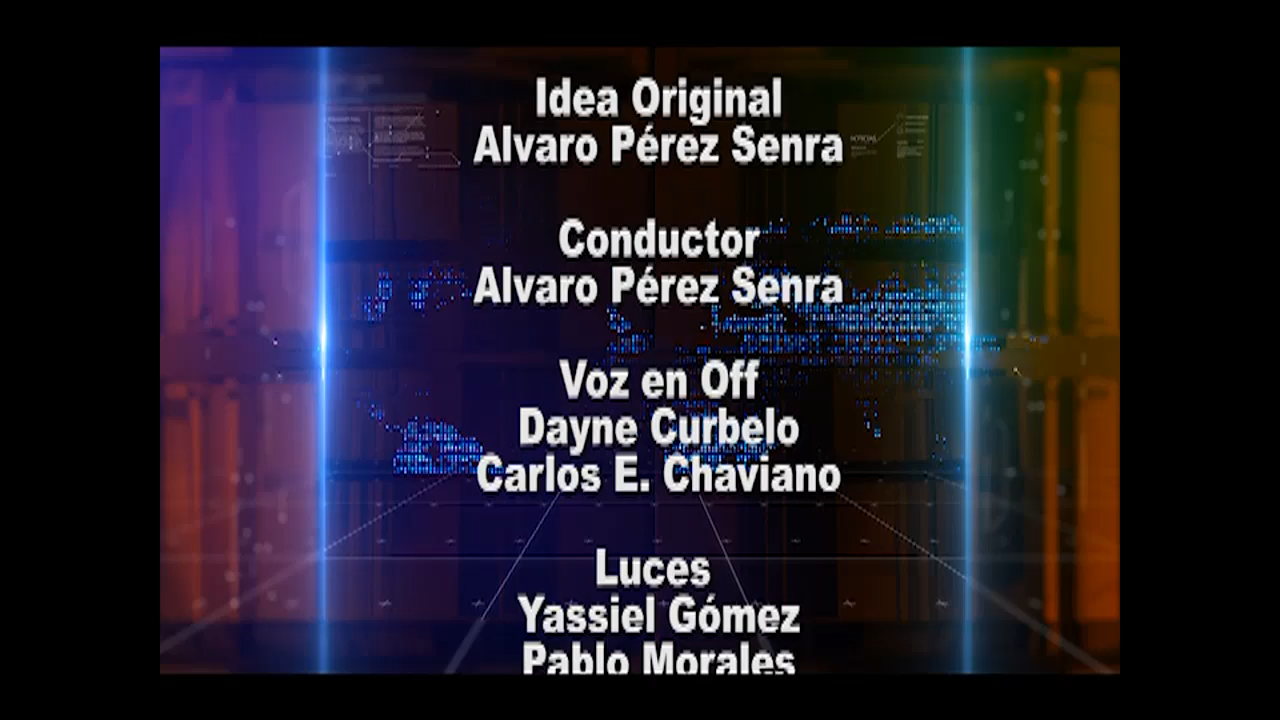 Idea Original
Alvaro Pérez Senra
Conductor
Alvaro Pérez Senra
Voz en Off
Dayne Curbelo
Carlos E. Chaviano
Luces
Yassiel Gómez
Pablo Morales